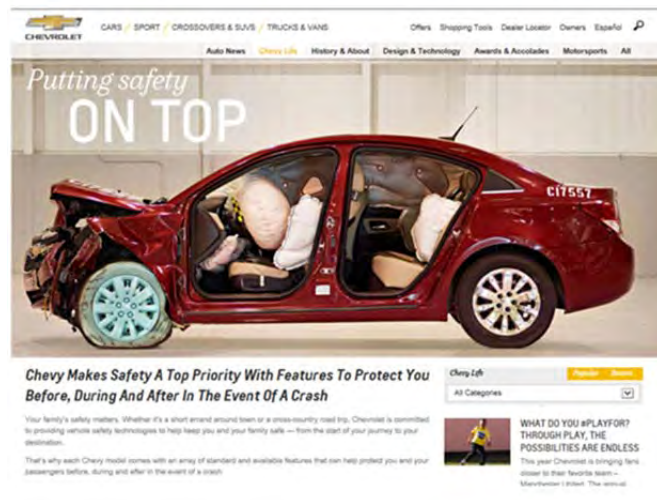 CHEVROLET
CARS / SPORT / CROSSOVERS & SUVS / TRUCKS & VANS
Offers Shopping Tools Dealer Locator Owners Español
Auto News Chevy Life History & About Design & Technology Awards & Accolades Motorsports All
Putting safety
ON TOP
CI7557
Chevy Makes Safety A Top Priority With Features To Protect You
Before, During And After In The Event Of A Crash
Chevy Life
Popular Recent
All Categories
Your family's safety matters. Whether it's a short errand around town or a cross-country road trip, Chevrolet is committed
to providing vehicle safety technologies to help keep you and your family safe — from the start of your journey to your
destination.
That's why each Chevy model comes with an array of standard and available features that can help protect you and your
passengers before, during and after in the event of a crash
WHAT DO YOU #PLAYFOR?
THROUGH PLAY, THE
POSSIBILITIES ARE ENDLESS
This year Chevrolet is bringing fans
closer to their favorite team –
Manchester United. The annual